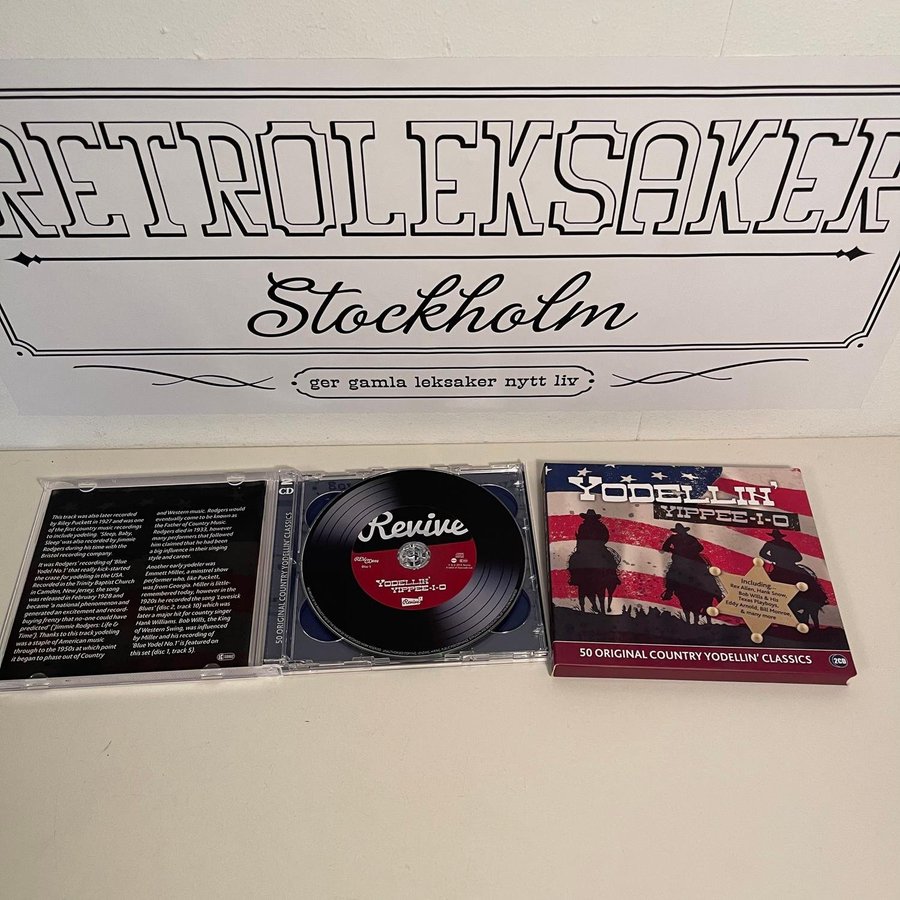 RETROLEKSAKER
Stockholm
ger gamla leksaker nytt liv
This track was also later recorded
by Riley Puckett in 1927 and was one
of the first country music recordings
to include yodeling. 'Sleep, Baby,
Sleep' was also recorded by Jimmie
Rodgers during his time with the
Bristol recording company.
It was Rodgers' recording of 'Blue
Yodel No.1' that really kick-started
the craze for yodeling in the USA.
Recorded in the Trinity Baptist Church
in Camden, New Jersey, the song
was released in February 1928 and
became 'a national phenomenon and
generated an excitement and record-
buying frenzy that no-one could have
predicted' ('Jimmie Rodgers: Life &
Time'). Thanks to this track yodeling
was a staple of American music
through to the 1950s at which point
it began to phase out of Country
and Western music. Rodgers would
eventually come to be known as
the Father of Country Music.
Rodgers died in 1933, however
many performers that followed
him claimed that he had been
a big influence in their singing
style and career.
Another early yodeler was
Emmett Miller, a minstrel show
performer who, like Puckett,
was from Georgia. Miller is little-
remembered today, however in the
1920s he recorded the song 'Lovesick
Blues' (disc 2, track 10) which was
later a major hit for country singer
Hank Williams. Bob Wills, the King
of Western Swing, was influenced
by Miller and his recording of
'Blue Yodel No.1' is featured on
this set (disc 1, track 5).
2
CD
50 ORIGINAL COUNTRY YODELLIN' CLASSICS
Revive
Disc 1
YODELLIN'
YIPPEE-I-O
Revive
YODELLIN'
YIPPEE-I-O
Including
Rex Allen, Hank Snow,
Bob Wills & His
Texas Playboys,
Eddy Arnold, Bill Monroe
& many more
50 ORIGINAL COUNTRY YODELLIN' CLASSICS
2CD